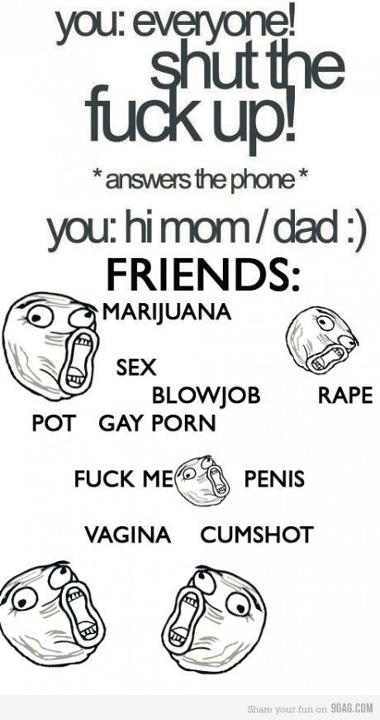 you: everyone!
shut the
fuck up!
*answers the phone*
you: hi mom / dad :)
FRIENDS:
MARIJUANA
SEX
BLOWJOB RAPE
POT GAY PORN
FUCK ME PENIS
VAGINA CUMSHOT
Share your fun on 9GAG.COM